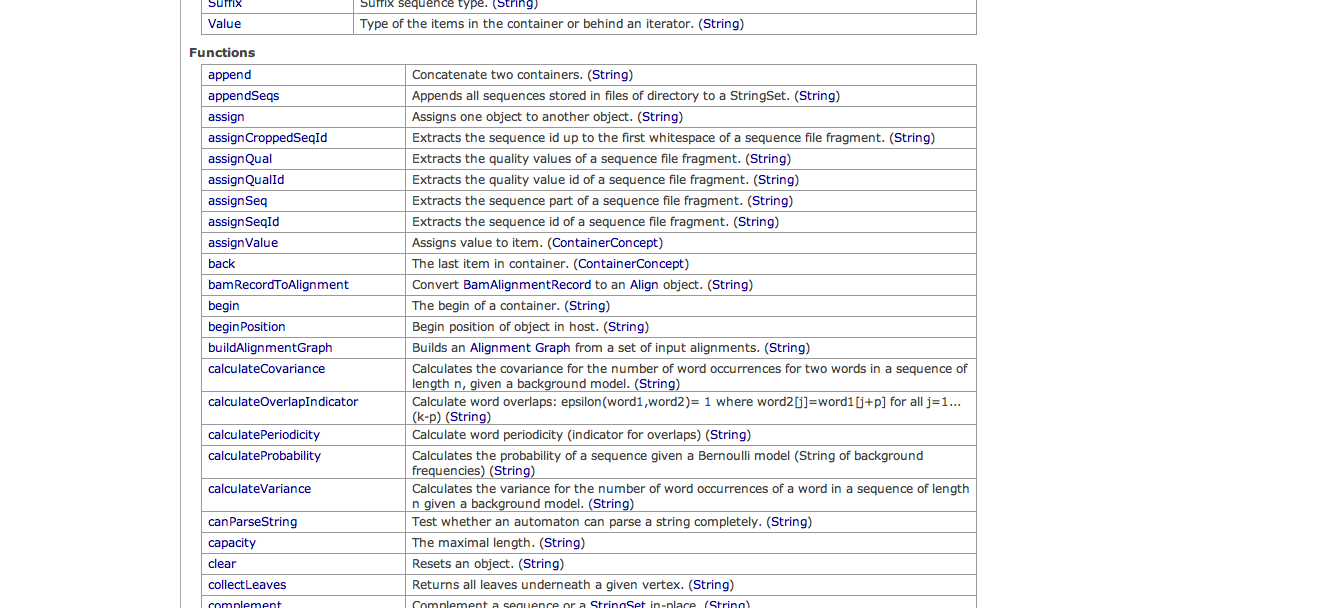 Suffix Suffix sequence type. (String)
Value Type of the items in the container or behind an iterator. (String)
Functions
append Concatenate two containers. (String)
appendSeqs Appends all sequences stored in files of directory to a StringSet. (String)
assign Assigns one object to another object. (String)
assignCroppedSeqId Extracts the sequence id up to the first whitespace of a sequence file fragment. (String)
assignQual Extracts the quality values of a sequence file fragment. (String)
assignQualId Extracts the quality value id of a sequence file fragment. (String)
assignSeq Extracts the sequence part of a sequence file fragment. (String)
assignSeqId Extracts the sequence id of a sequence file fragment. (String)
assignValue Assigns value to item. (ContainerConcept)
back The last item in container. (ContainerConcept)
bamRecordToAlignment Convert BamAlignmentRecord to an Align object. (String)
begin The begin of a container. (String)
beginPosition Begin position of object in host. (String)
buildAlignmentGraph Builds an Alignment Graph from a set of input alignments. (String)
calculateCovariance Calculates the covariance for the number of word occurrences for two words in a sequence of
length n, given a background model. (String)
calculateOverlapIndicator Calculate word overlaps: epsilon(word1,word2)= 1 where word2[j]=word1[j+p] for all j=1...
(k-p) (String)
calculatePeriodicity Calculate word periodicity (indicator for overlaps) (String)
calculateProbability Calculates the probability of a sequence given a Bernoulli model (String of background
frequencies) (String)
calculateVariance Calculates the variance for the number of word occurrences of a word in a sequence of length
n given a background model. (String)
canParseString Test whether an automaton can parse a string completely. (String)
capacity The maximal length. (String)
clear Resets an object. (String)
collectLeaves Returns all leaves underneath a given vertex. (String)
complement Complement a sequence or a StringSet in-place. (String)